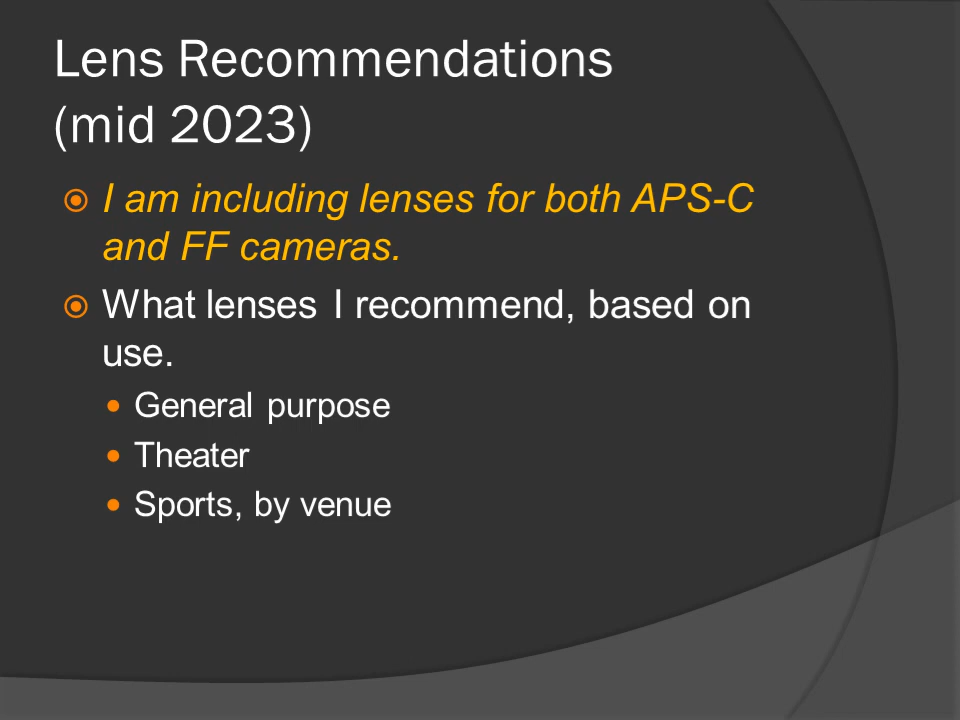 Lens Recommendations
(mid 2023)
I am including lenses for both APS-C
and FF cameras.
What lenses I recommend, based on
use.
General purpose
Theater
Sports, by venue